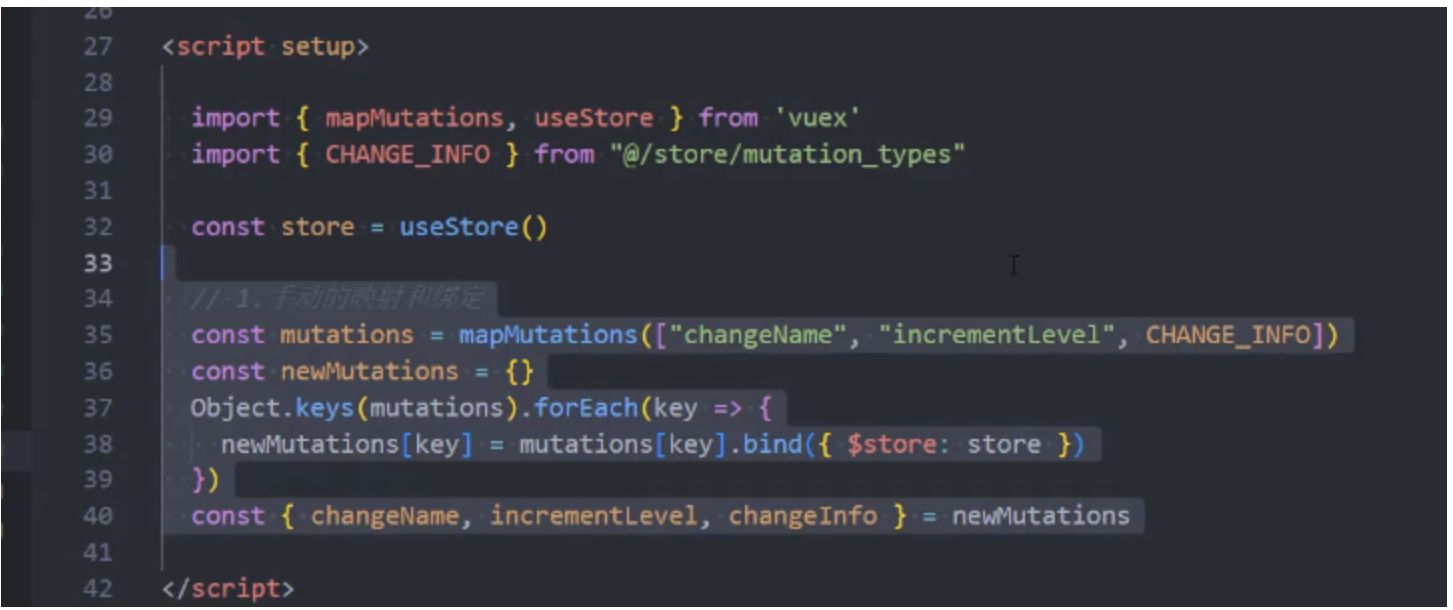 26
27 <script setup>
28
29 import { mapMutations, useStore } from 'vuex'
30 import { CHANGE_INFO } from "@/store/mutation_types"
31
32 const store = useStore()
33
34 // 1.手动的映射和绑定
35 const mutations = mapMutations(["changeName", "incrementLevel", CHANGE_INFO])
36 const newMutations = {}
37 Object.keys(mutations).forEach(key => {
38 newMutations[key] = mutations[key].bind({ $store: store })
39 })
40 const { changeName, incrementLevel, changeInfo } = newMutations
41
42 </script>